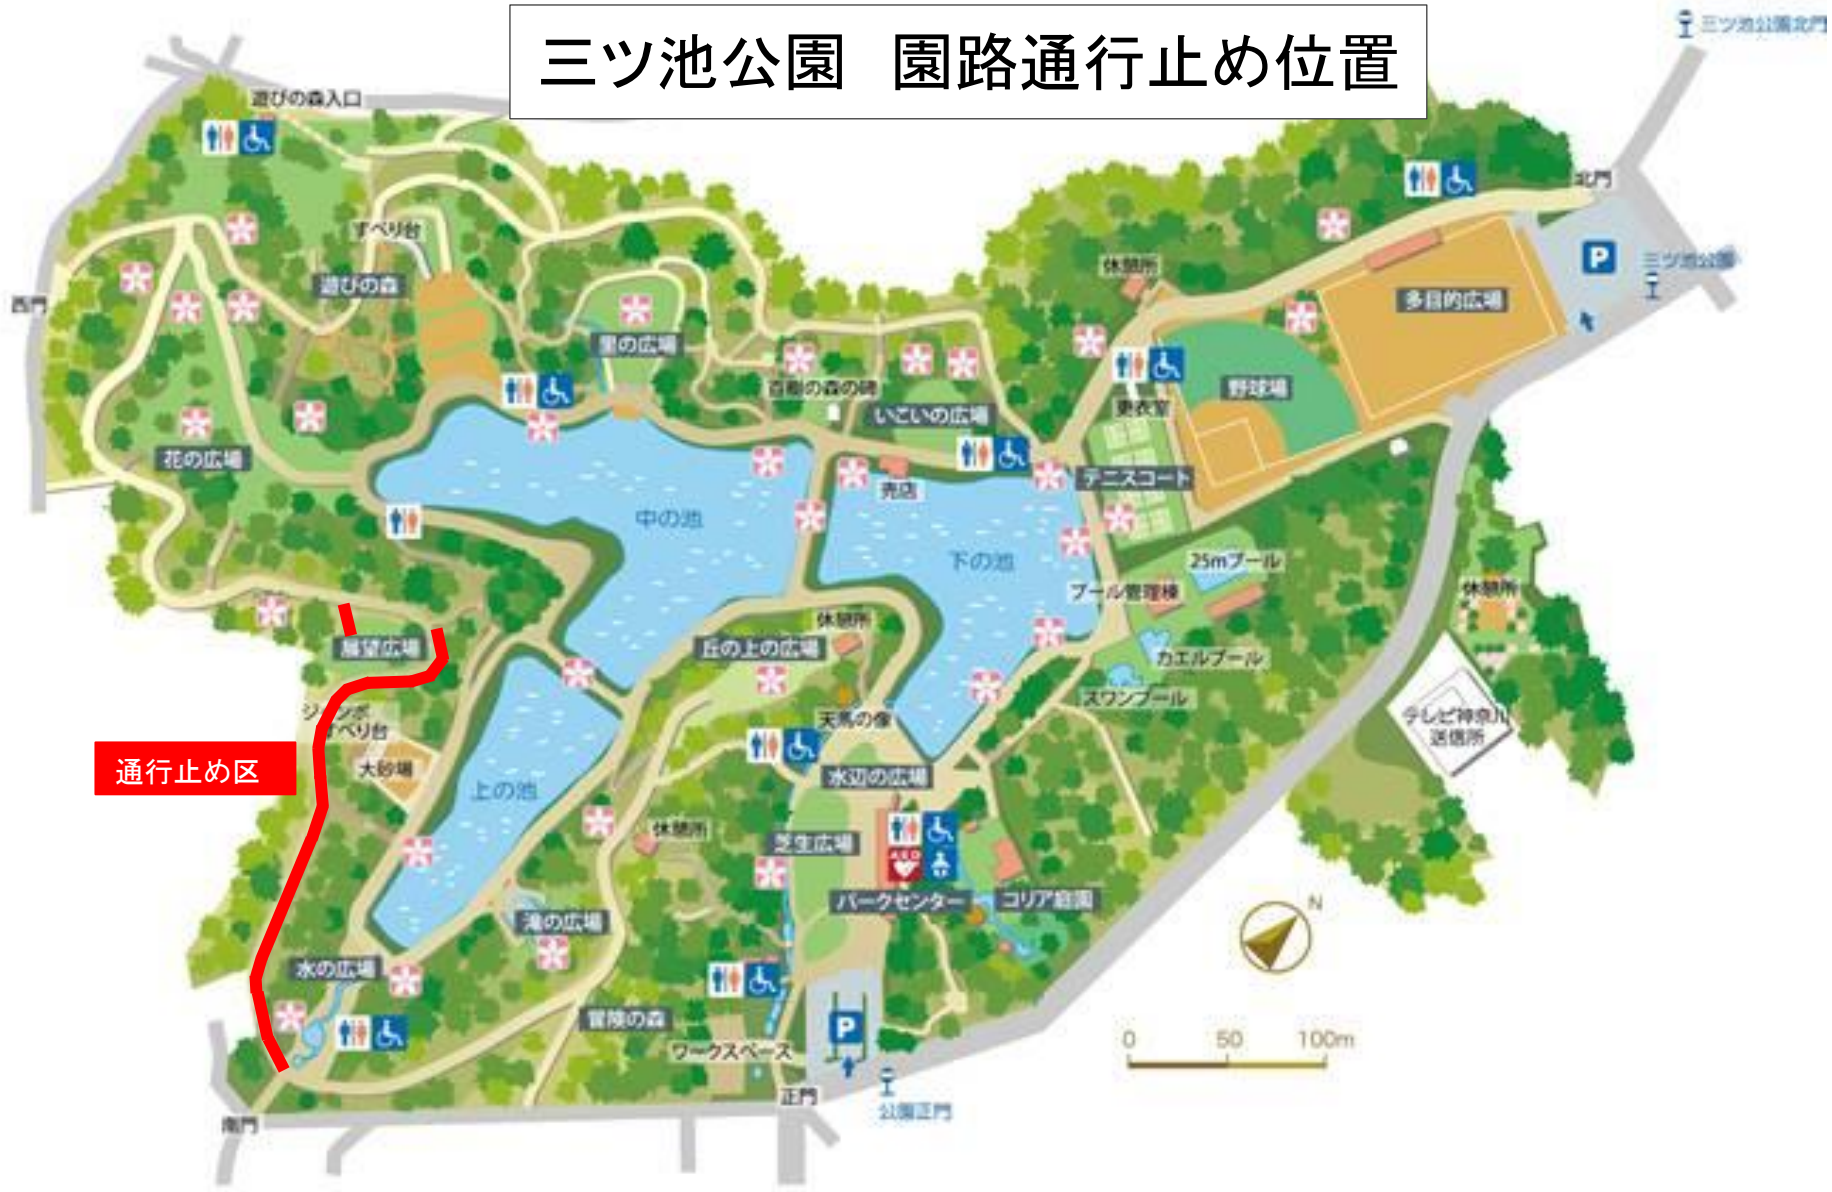 三ツ池公園　園路通行止め位置
三ツ池公園北門
遊びの森入口
北門
すべり台
休憩所
三ツ池公園
P
遊びの森
西門
多目的広場
里の広場
百樹の森の碑
野球場
更衣室
いこいの広場
花の広場
売店
テニスコート
中の池
下の池
25mプール
プール管理棟
休憩所
休憩所
展望広場
丘の上の広場
カエルプール
スワンプール
ジャンボ
すべり台
天馬の像
テレビ神奈川
送信所
通行止め区
大砂場
水辺の広場
上の池
休憩所
芝生広場
AED
パークセンター
コリア庭園
N
滝の広場
水の広場
冒険の森
P
ワークスペース
0 50 100m
正門
公園正門
南門